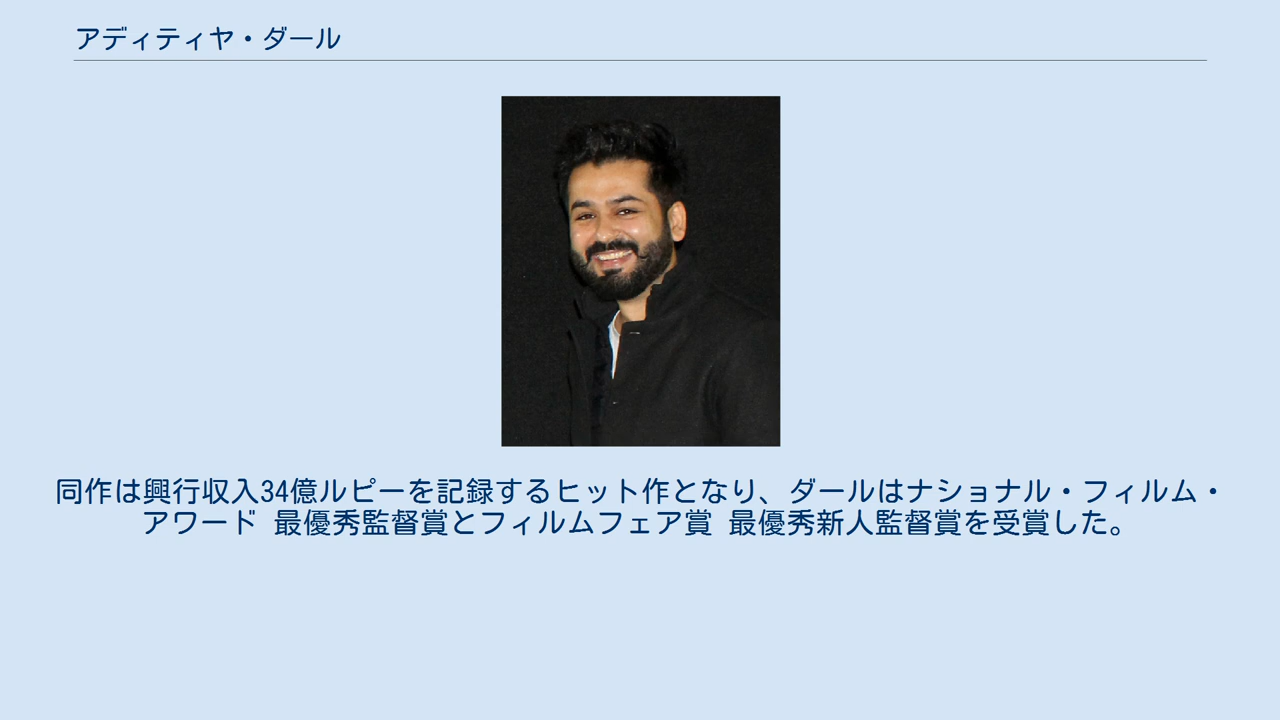 アディティヤ・ダール
同作は興行収入34億ルピーを記録するヒット作となり、ダールはナショナル・フィルム・
アワード 最優秀監督賞とフィルムフェア賞 最優秀新人監督賞を受賞した。